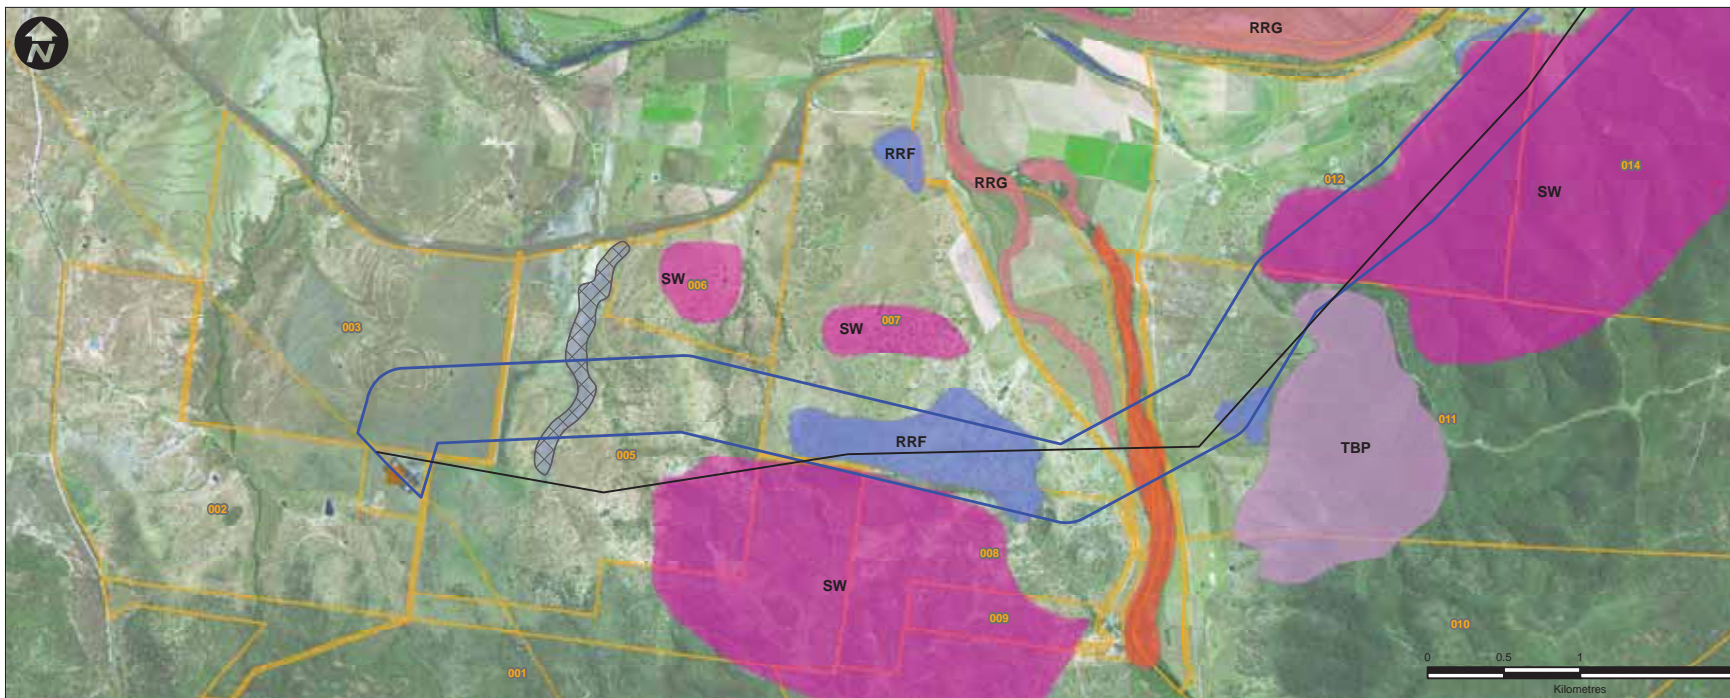 N
RRG
RRF
014
RRG
012
SW
SW
006
007
SW
003
011
RRF
TBP
005
002
008
SW
009
010
001
0 0.5 1
Kilometres